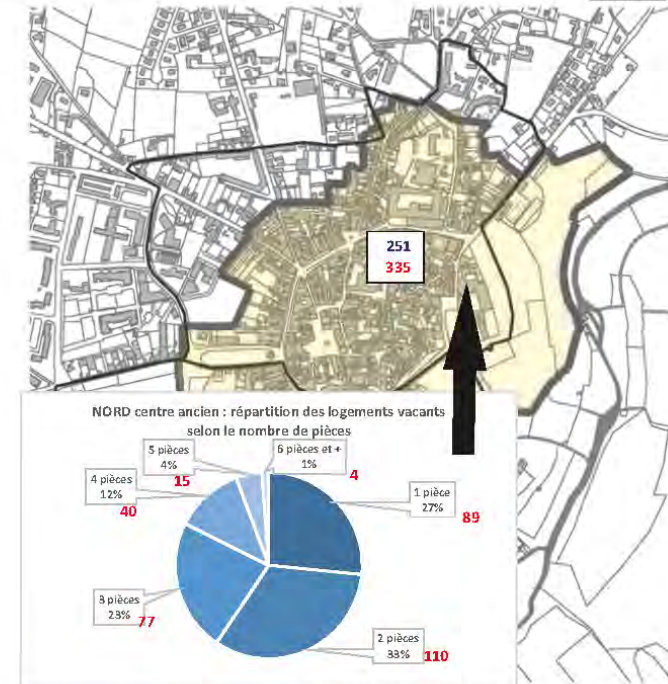 251
335
NORD centre ancien : répartition des logements vacants
selon le nombre de pièces
5 pièces
4%
15
6 pièces et +
1%
4
4 pièces
12%
40
1 pièce
27%
89
3 pièces
23%
77
2 pièces
33%
110